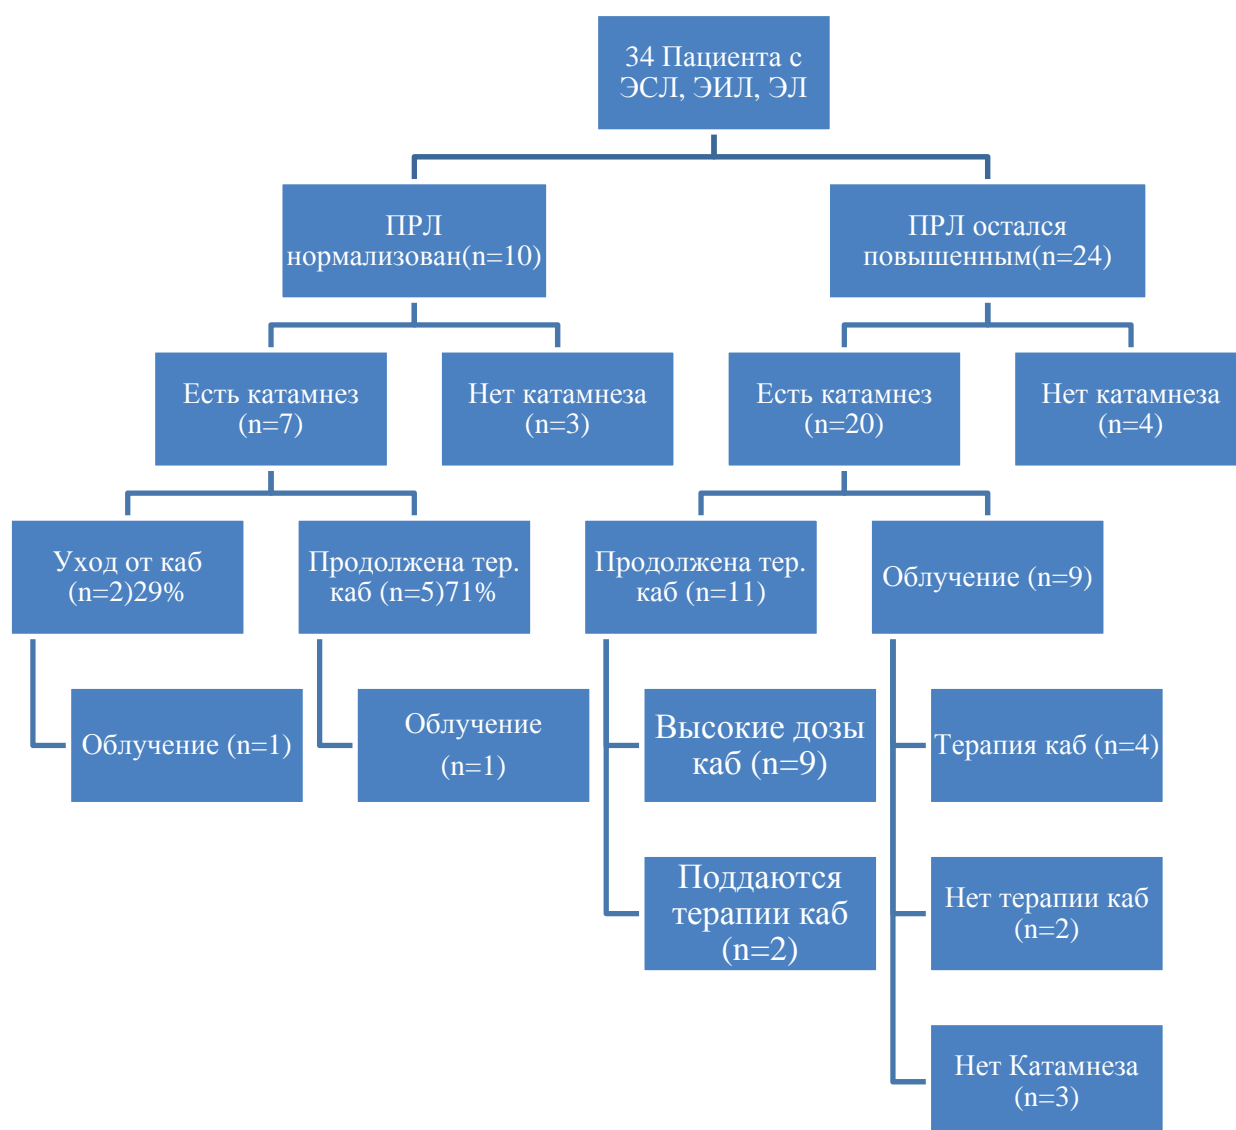 34 Пациента с
ЭСЛ, ЭИЛ, ЭЛ
ПРЛ
нормализован(n=10)
ПРЛ остался
повышенным(n=24)
Есть катамнез
(n=7)
Нет катамнеза
(n=3)
Есть катамнез
(n=20)
Нет катамнеза
(n=4)
Уход от каб
(n=2)29%
Продолжена тер.
каб (n=5)71%
Продолжена тер.
каб (n=11)
Облучение (n=9)
Облучение (n=1)
Облучение
(n=1)
Высокие дозы
каб (n=9)
Терапия каб (n=4)
Поддаются
терапии каб
(n=2)
Нет терапии каб
(n=2)
Нет Катамнеза
(n=3)